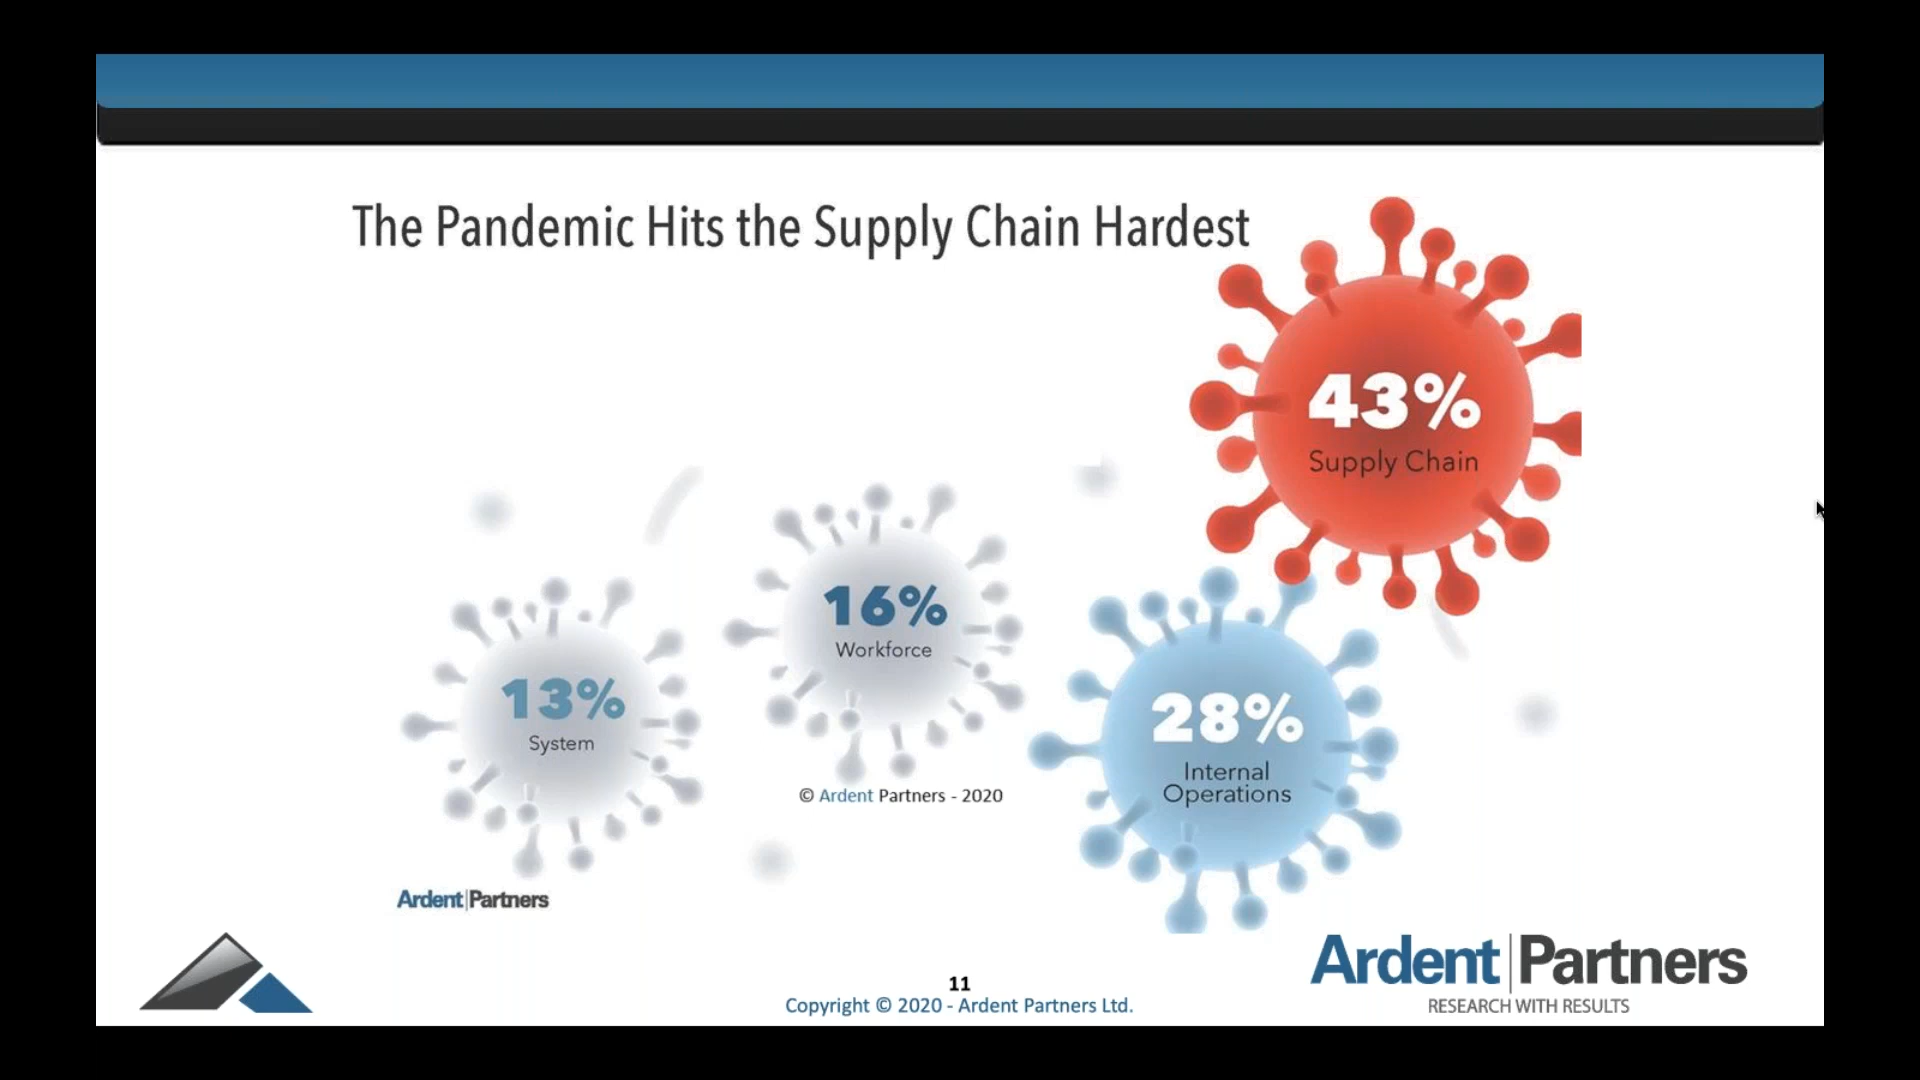 The Pandemic Hits the Supply Chain Hardest
43%
Supply Chain
16%
Workforce
13%
System
28%
Internal
Operations
© Ardent Partners - 2020
Ardent|Partners
Ardent|Partners
RESEARCH WITH RESULTS
11
Copyright © 2020 - Ardent Partners Ltd.